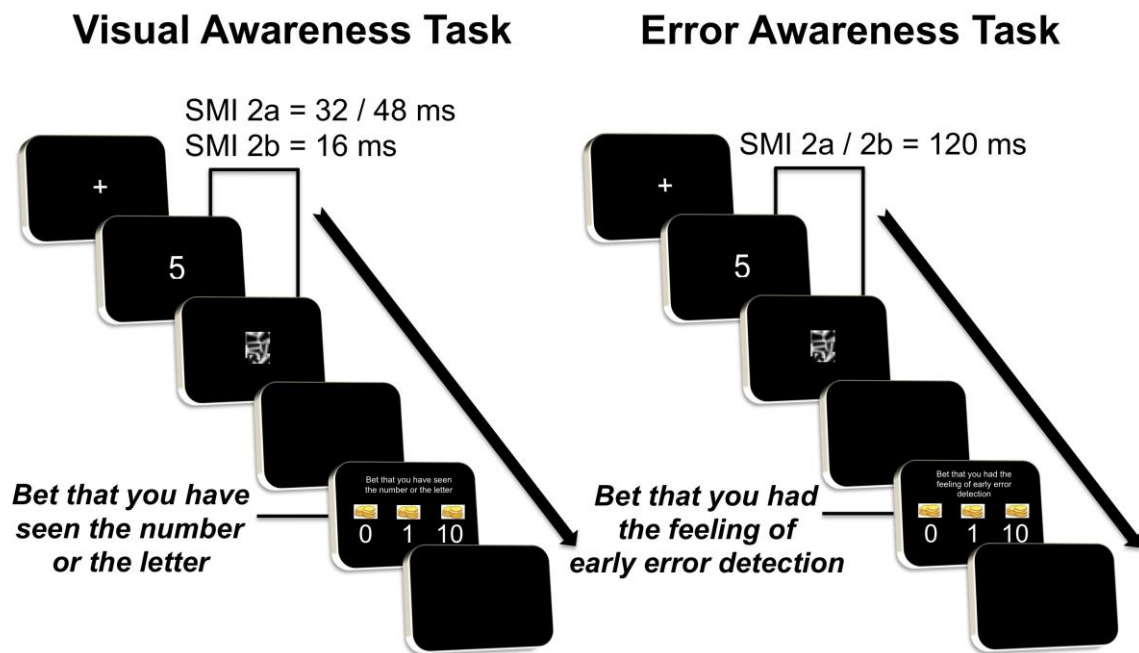 Visual Awareness Task
SMI 2a = 32 / 48 ms
SMI 2b = 16 ms
+
5
Bet that you have seen
the number or the letter
0 1 10
Bet that you have
seen the number
or the letter
Error Awareness Task
SMI 2a / 2b = 120 ms
+
5
Bet that you had the
feeling of early error
detection
0 1 10
Bet that you had
the feeling of
early error detection